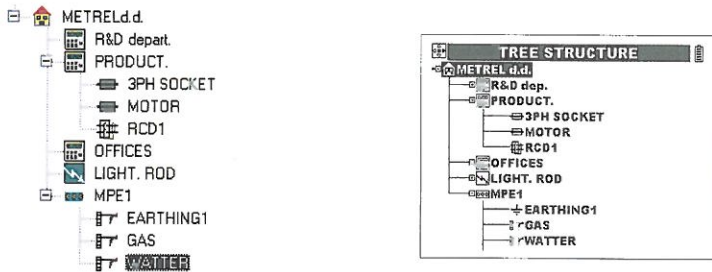 METRELd.d.
R&D depart.
PRODUCT.
3PH SOCKET
MOTOR
RCD1
OFFICES
LIGHT. ROD
MPE1
EARTHING1
GAS
WATTER
TREE STRUCTURE
METREL d.d.
R&D dep.
PRODUCT.
3PH SOCKET
MOTOR
RCD1
OFFICES
LIGHT. ROD
MPE1
EARTHING1
GAS
WATTER